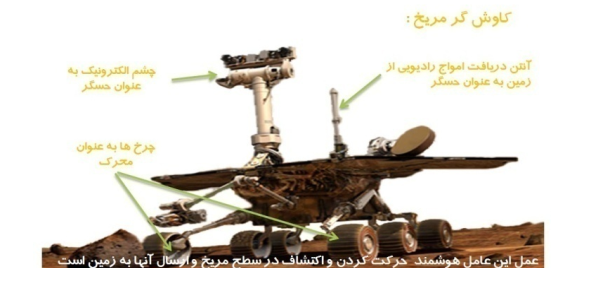 کاوش گر مریخ :
آنتن دریافت امواج رادیویی از
زمین به عنوان حسگر
چشم الکترونیک به
عنوان حسگر
چرخ ها به عنوان
محرک
عمل این عامل هوشمند حرکت کردن و اکتشاف در سطح مریخ و ارسال آنها به زمین است